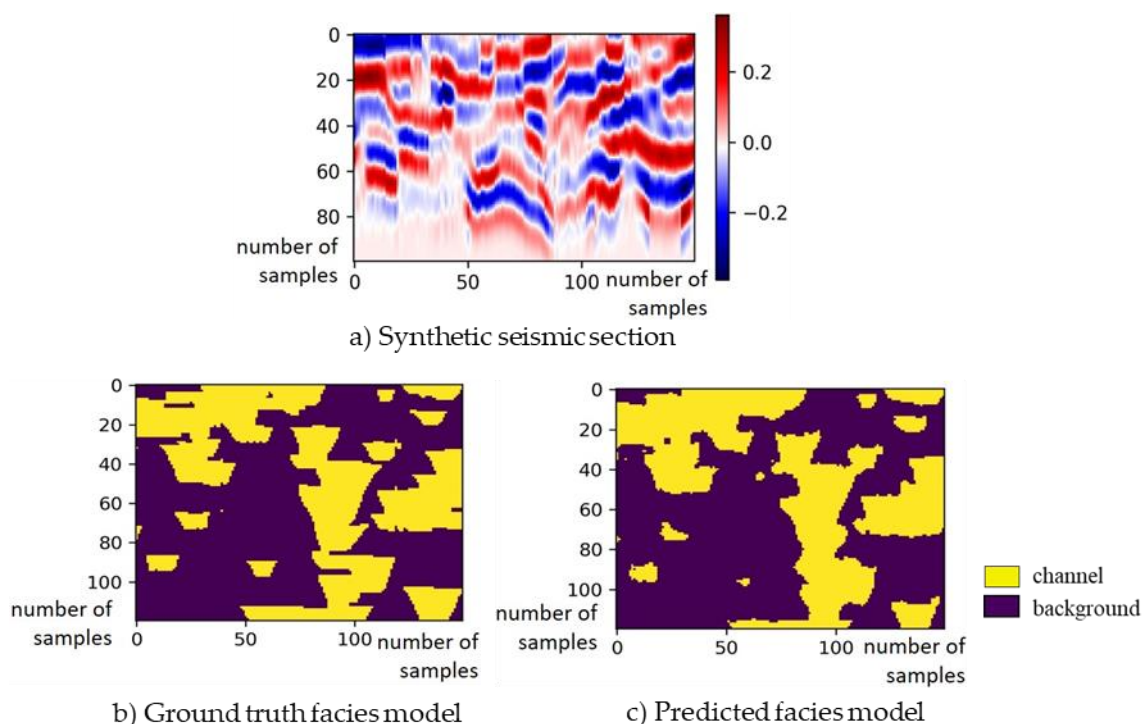 0
20
40
60
80
number of
samples
0
50
100
number of
samples
0.2
0.0
−0.2
a) Synthetic seismic section
0
20
40
60
80
100
number of
samples
0
50
100
number of
samples
b) Ground truth facies model
0
20
40
60
80
100
number of
samples
0
50
100
number of
samples
c) Predicted facies model
channel
background